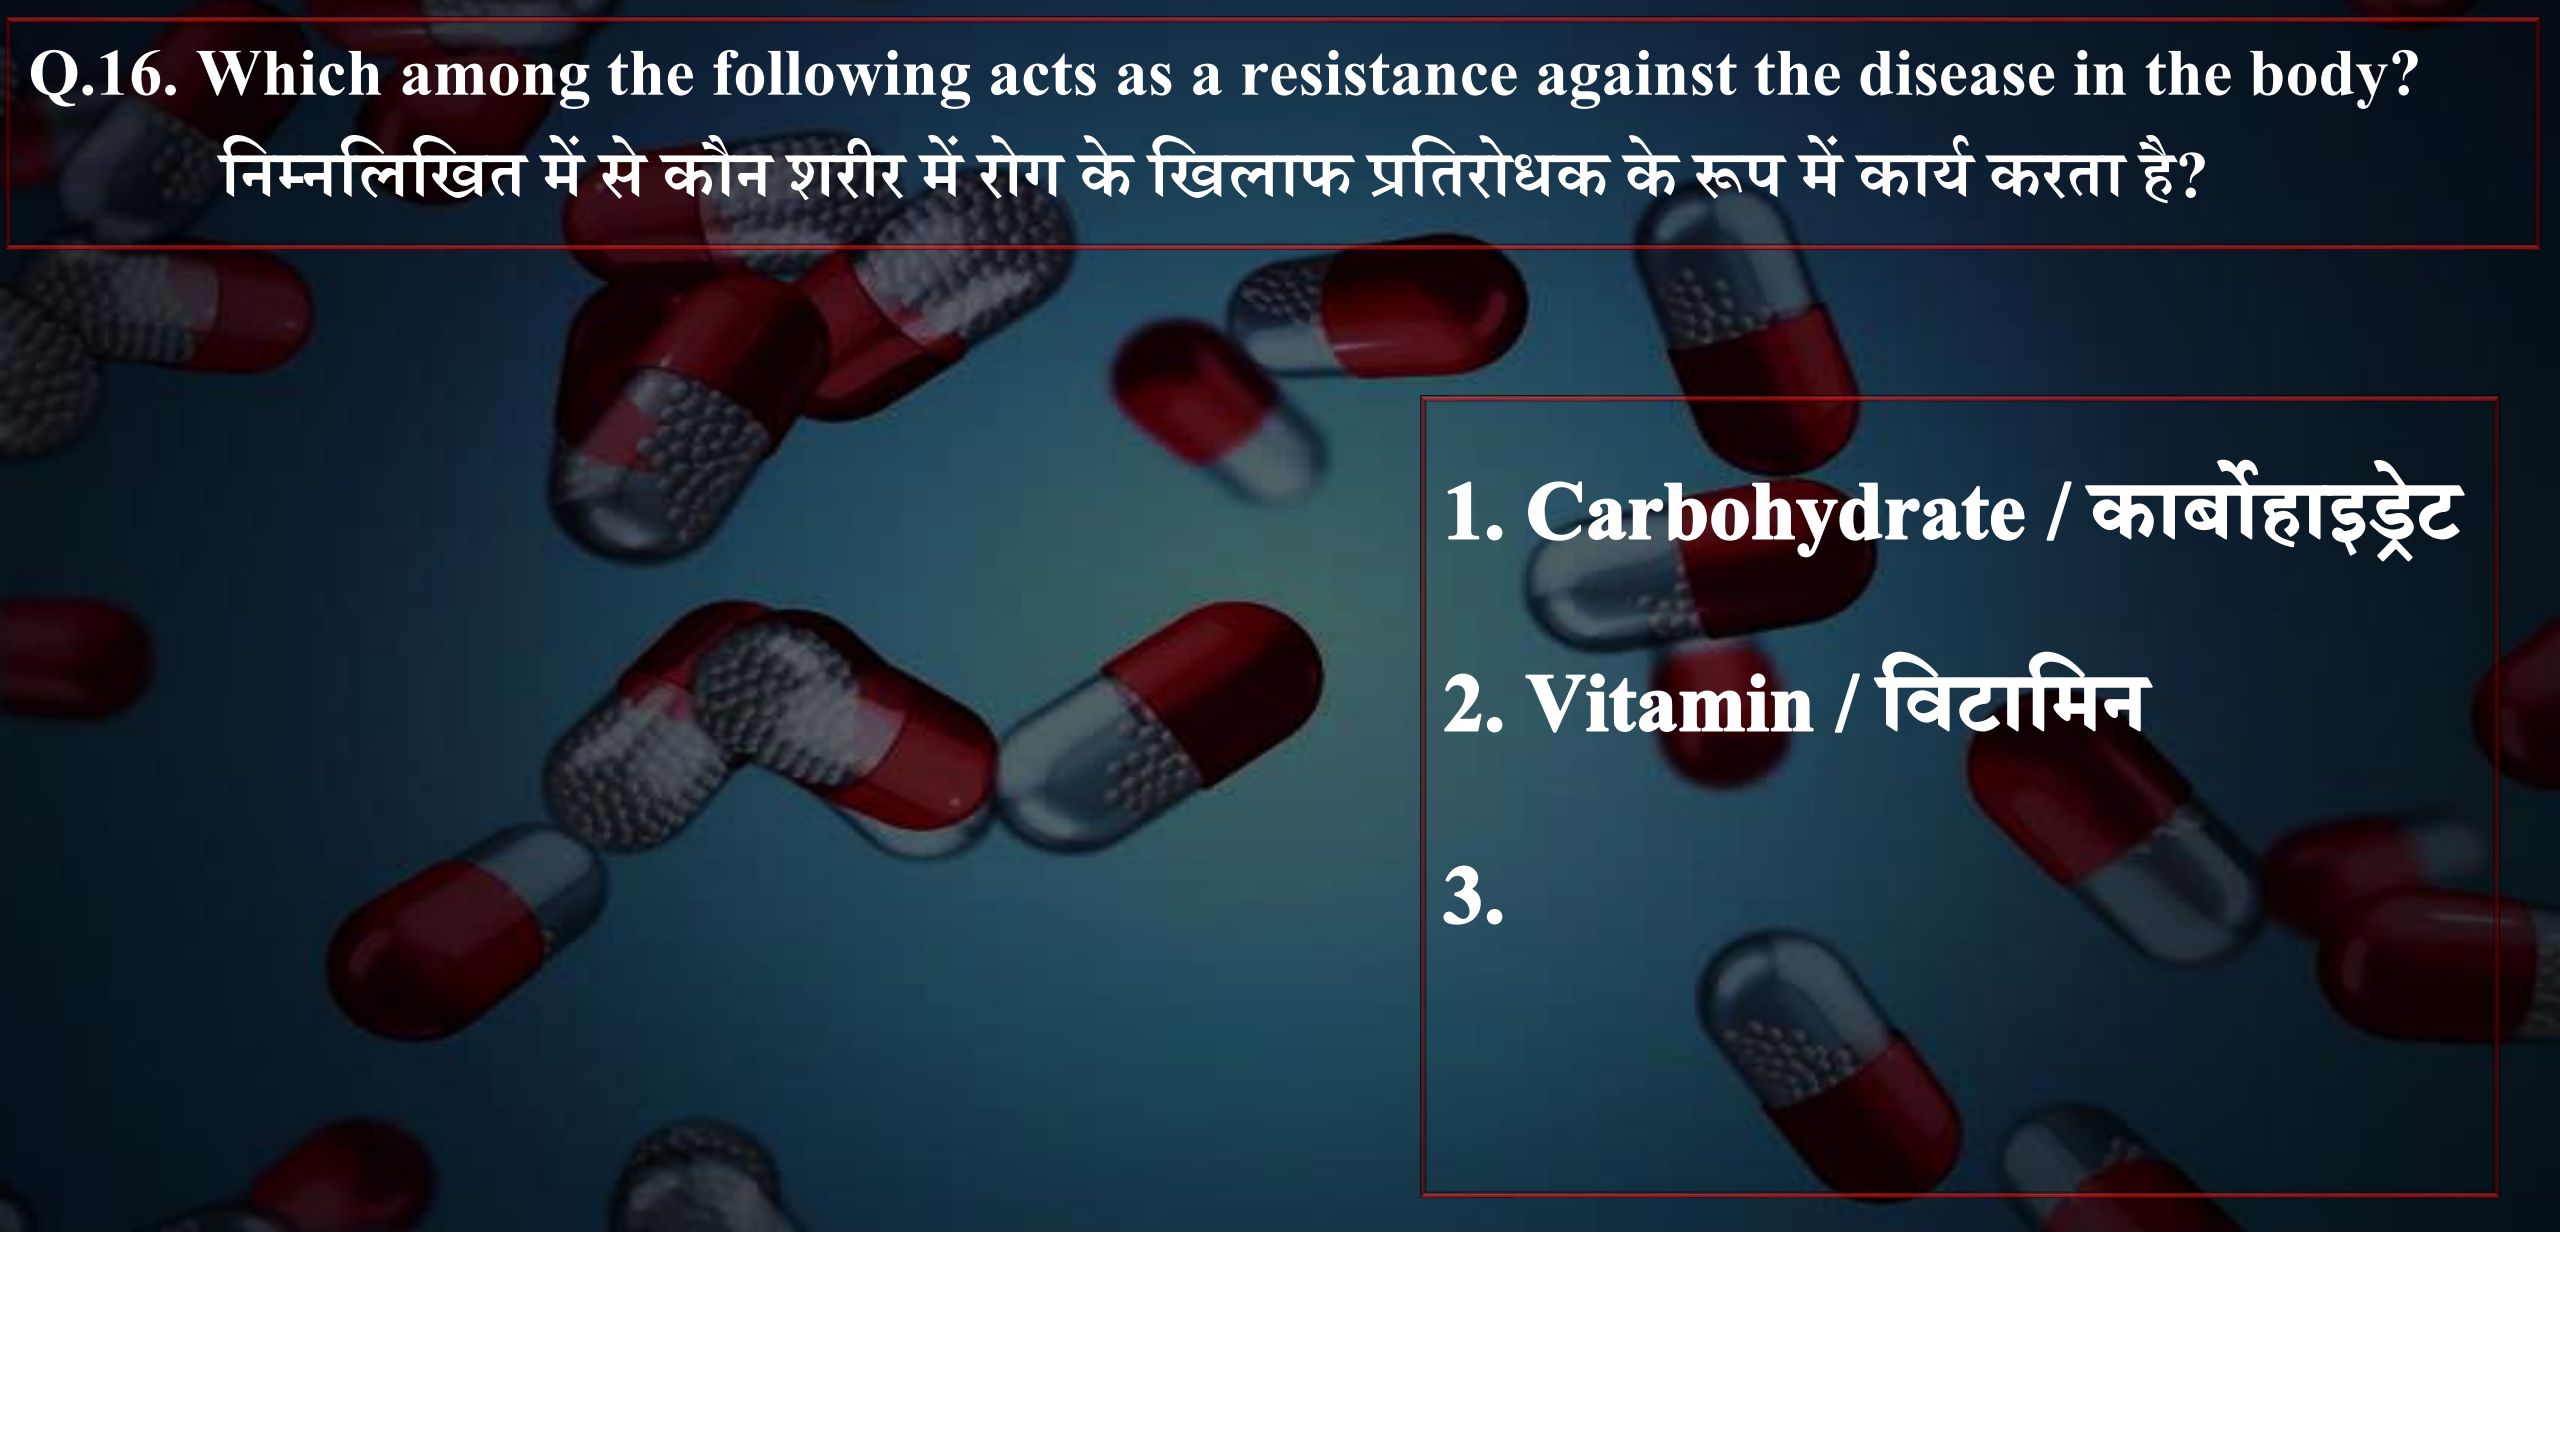 Q.16. Which among the following acts as a resistance against the disease in the body?
निम्नलिखित में से कौन शरीर में रोग के खिलाफ प्रतिरोधक के रूप में कार्य करता है?
1. Carbohydrate / कार्बोहाइड्रेट
2. Vitamin / विटामिन
3.